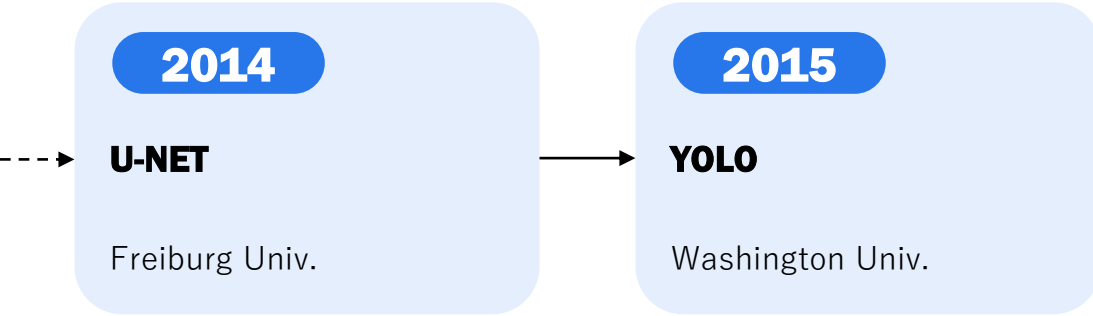 2014
U-NET
Freiburg Univ.
2015
YOLO
Washington Univ.